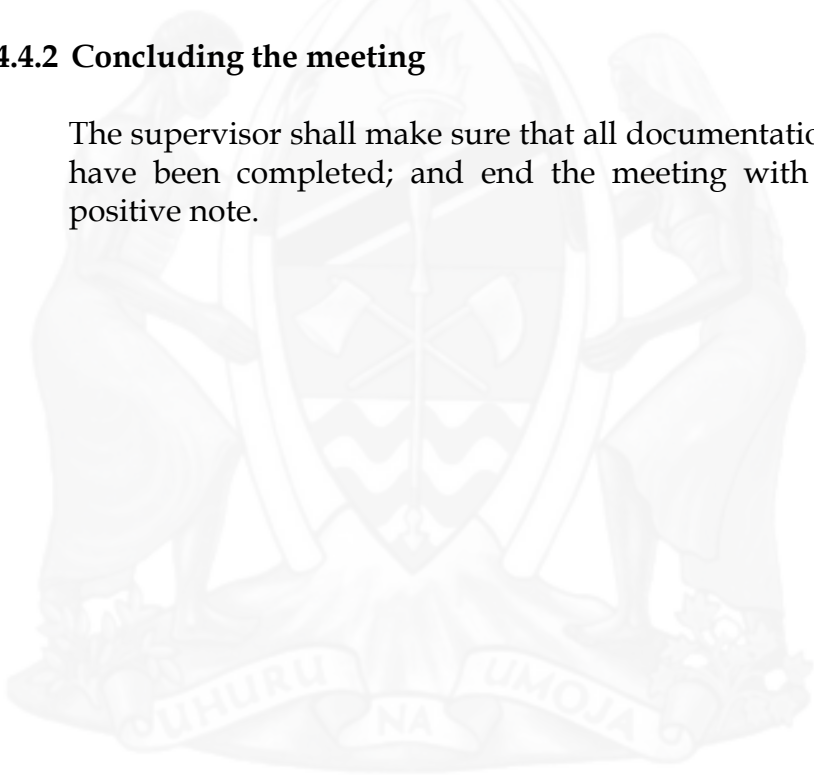 4.4.2 Concluding the meeting
The supervisor shall make sure that all documentatio
have been completed; and end the meeting with
positive note.
UHURU NA UMOJA